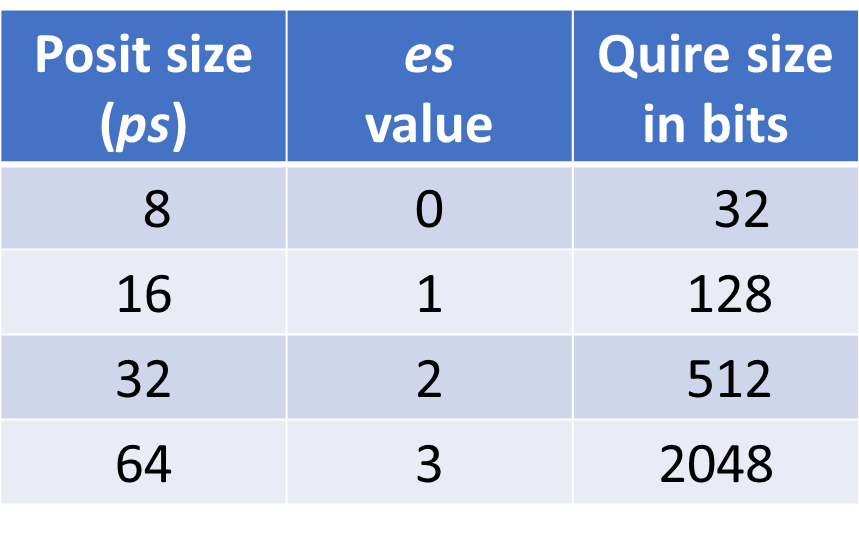 Posit size (ps) es value Quire size in bits
8 0 32
16 1 128
32 2 512
64 3 2048